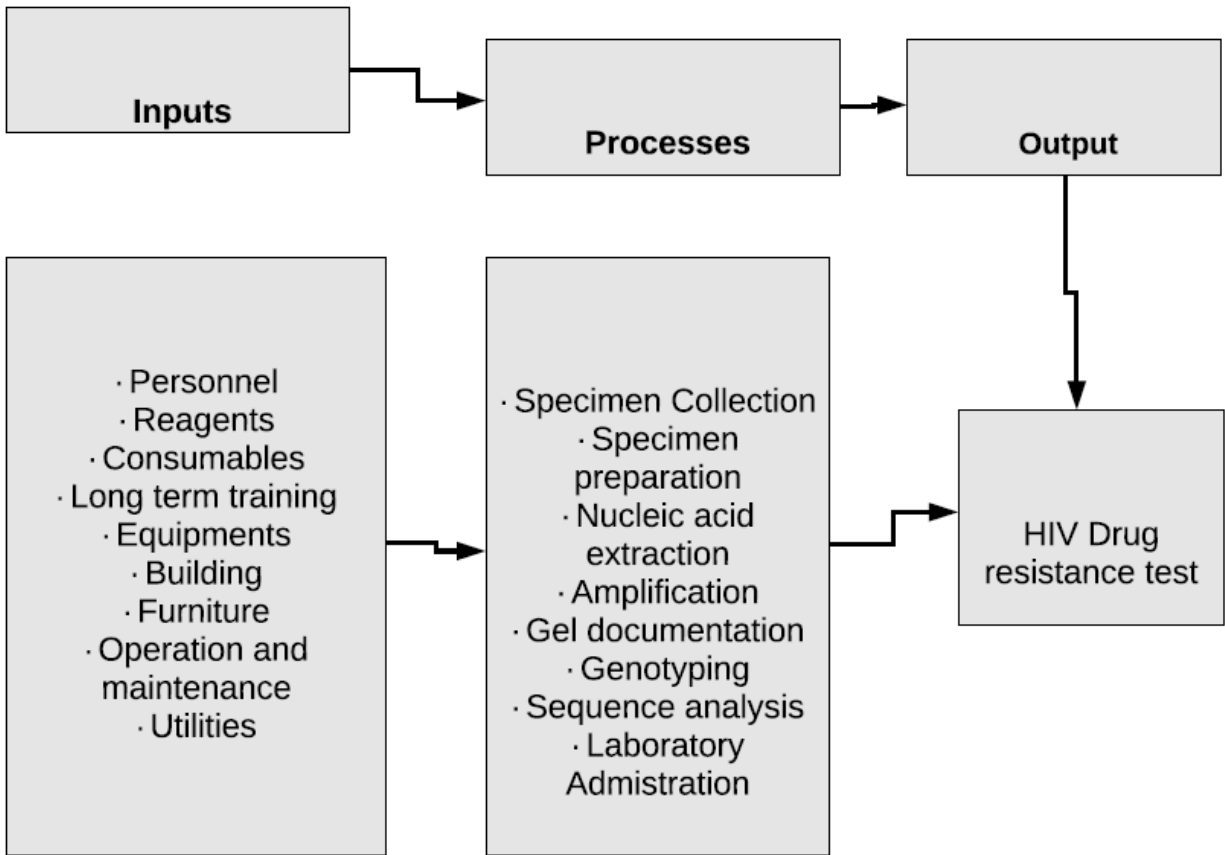 Inputs
Processes
Output
· Personnel
· Reagents
· Consumables
· Long term training
· Equipments
· Building
· Furniture
· Operation and
maintenance
· Utilities
· Specimen Collection
· Specimen
preparation
· Nucleic acid
extraction
· Amplification
· Gel documentation
· Genotyping
· Sequence analysis
· Laboratory
Admistration
HIV Drug
resistance test